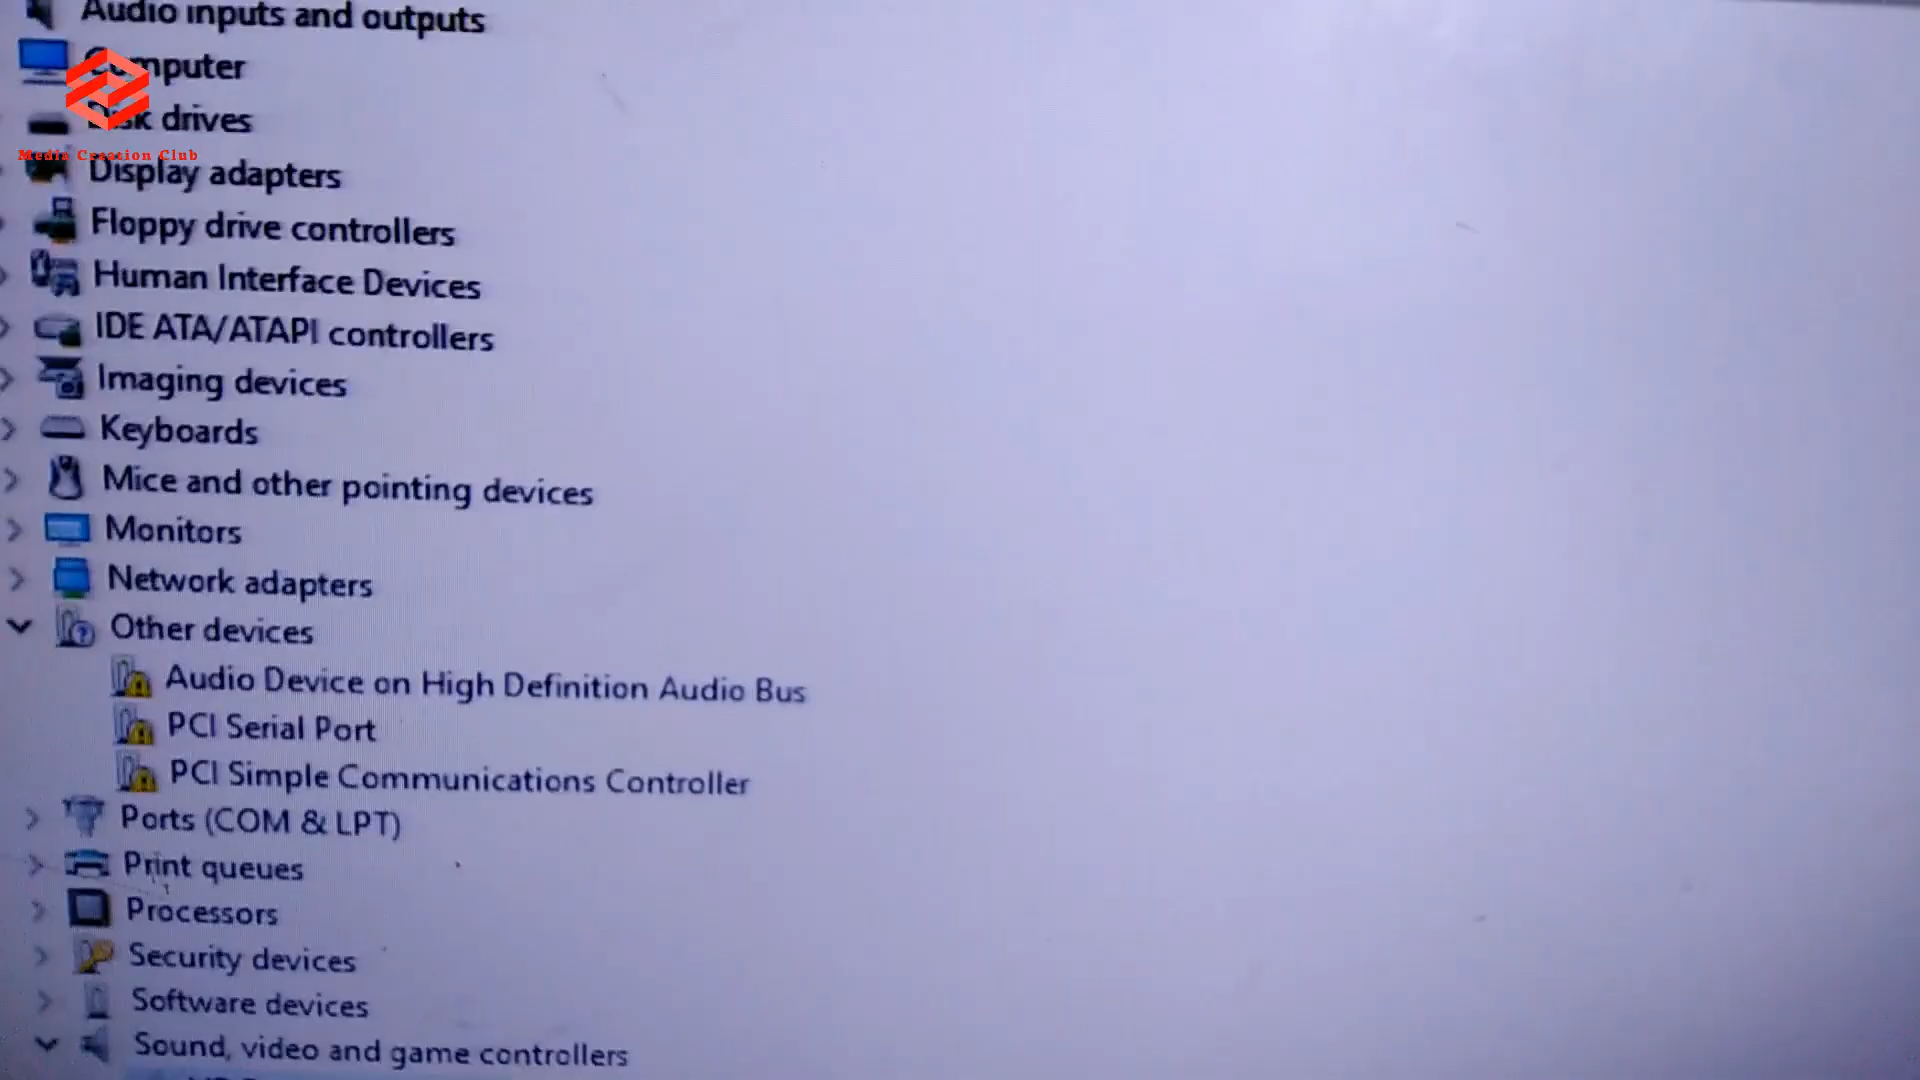 Audio inputs and outputs
Computer
Disk drives
Media Creation Club
Display adapters
Floppy drive controllers
Human Interface Devices
IDE ATA/ATAPI controllers
Imaging devices
Keyboards
Mice and other pointing devices
Monitors
Network adapters
Other devices
Audio Device on High Definition Audio Bus
PCI Serial Port
PCI Simple Communications Controller
Ports (COM & LPT)
Print queues
Processors
Security devices
Software devices
Sound, video and game controllers